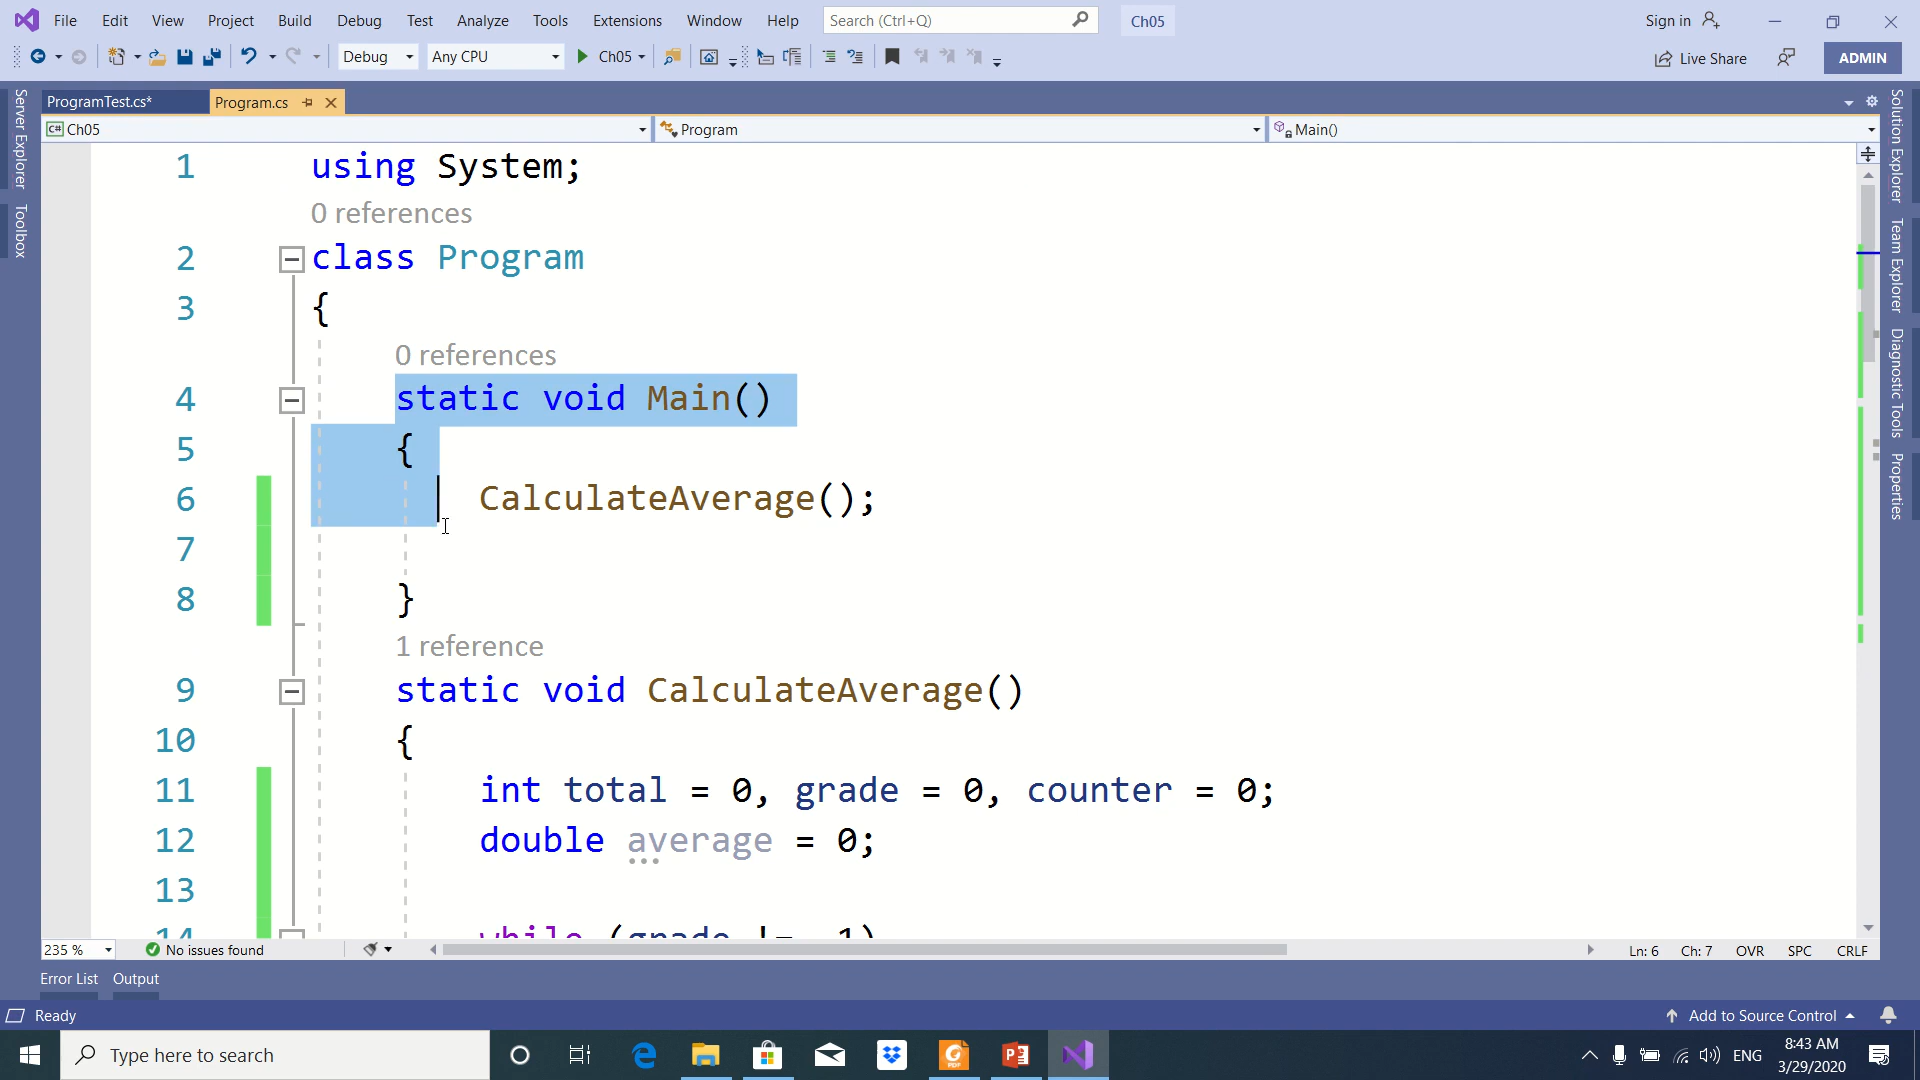 File Edit View Project Build Debug Test Analyze Tools Extensions Window Help Search (Ctrl+Q) Ch05 Sign in
Debug Any CPU Ch05 Live Share ADMIN
ProgramTest.cs* Program.cs
C# Ch05 Program Main()
Server Explorer
Toolbox
Solution Explorer
Team Explorer
Diagnostic Tools
Properties
1 using System;
0 references
2 class Program
3 {
0 references
4 static void Main()
5 {
6 CalculateAverage();
7
8 }
1 reference
9 static void CalculateAverage()
10 {
11 int total = 0, grade = 0, counter = 0;
12 double average = 0;
13
14 while (grade != -1)
235 % No issues found Ln: 6 Ch: 7 OVR SPC CRLF
Error List Output
Ready Add to Source Control
Type here to search ENG 8:43 AM
3/29/2020